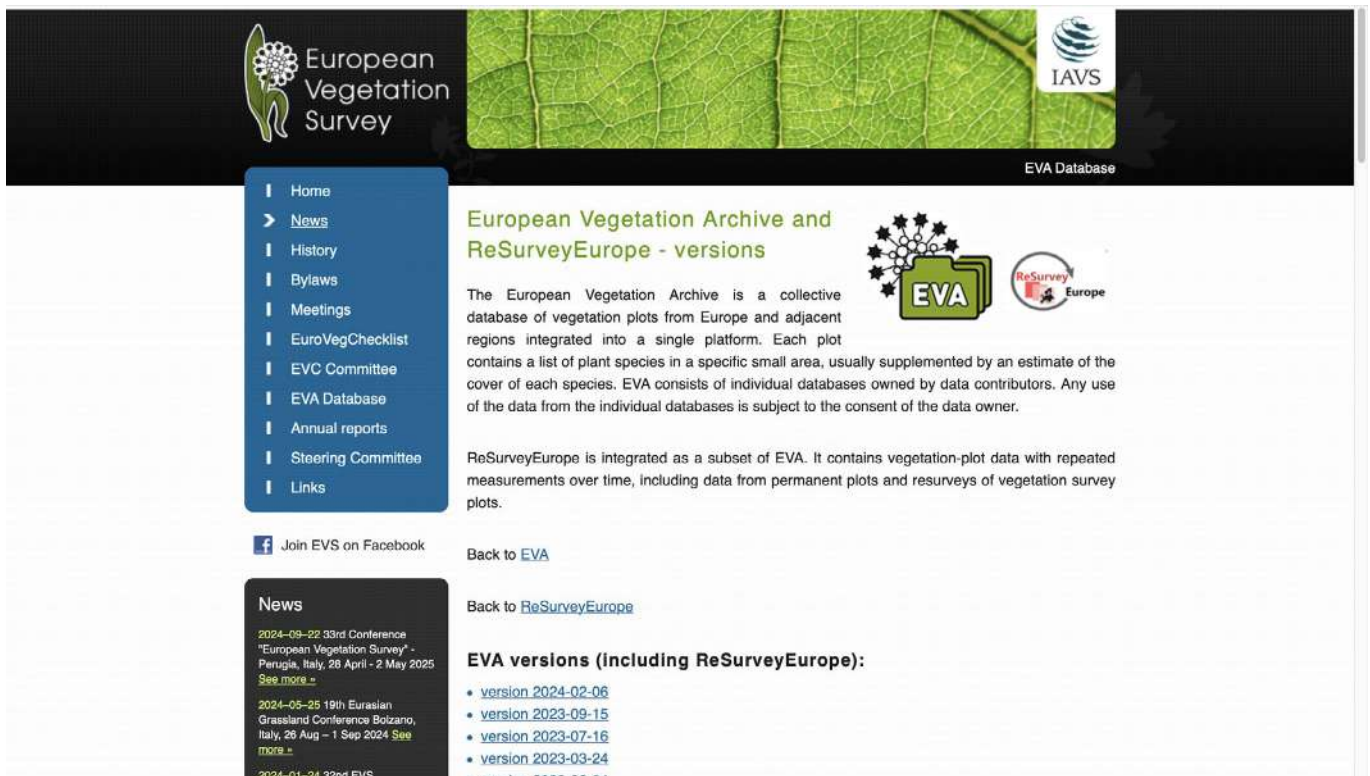 European
Vegetation
Survey
IAVS
EVA Database
Home
News
History
Bylaws
Meetings
EuroVegChecklist
EVC Committee
EVA Database
Annual reports
Steering Committee
Links
Join EVS on Facebook
News
2024–09–22 33rd Conference
"European Vegetation Survey" -
Perugia, Italy, 28 April - 2 May 2025
See more »
2024–05–25 19th Eurasian
Grassland Conference Bolzano,
Italy, 26 Aug – 1 Sep 2024 See
more »
2024–01–24 32nd EVS
European Vegetation Archive and
ReSurveyEurope - versions
EVA
ReSurvey
Europe
The European Vegetation Archive is a collective
database of vegetation plots from Europe and adjacent
regions integrated into a single platform. Each plot
contains a list of plant species in a specific small area, usually supplemented by an estimate of the
cover of each species. EVA consists of individual databases owned by data contributors. Any use
of the data from the individual databases is subject to the consent of the data owner.
ReSurveyEurope is integrated as a subset of EVA. It contains vegetation-plot data with repeated
measurements over time, including data from permanent plots and resurveys of vegetation survey
plots.
Back to EVA
Back to ReSurveyEurope
EVA versions (including ReSurveyEurope):
• version 2024-02-06
• version 2023-09-15
• version 2023-07-16
• version 2023-03-24